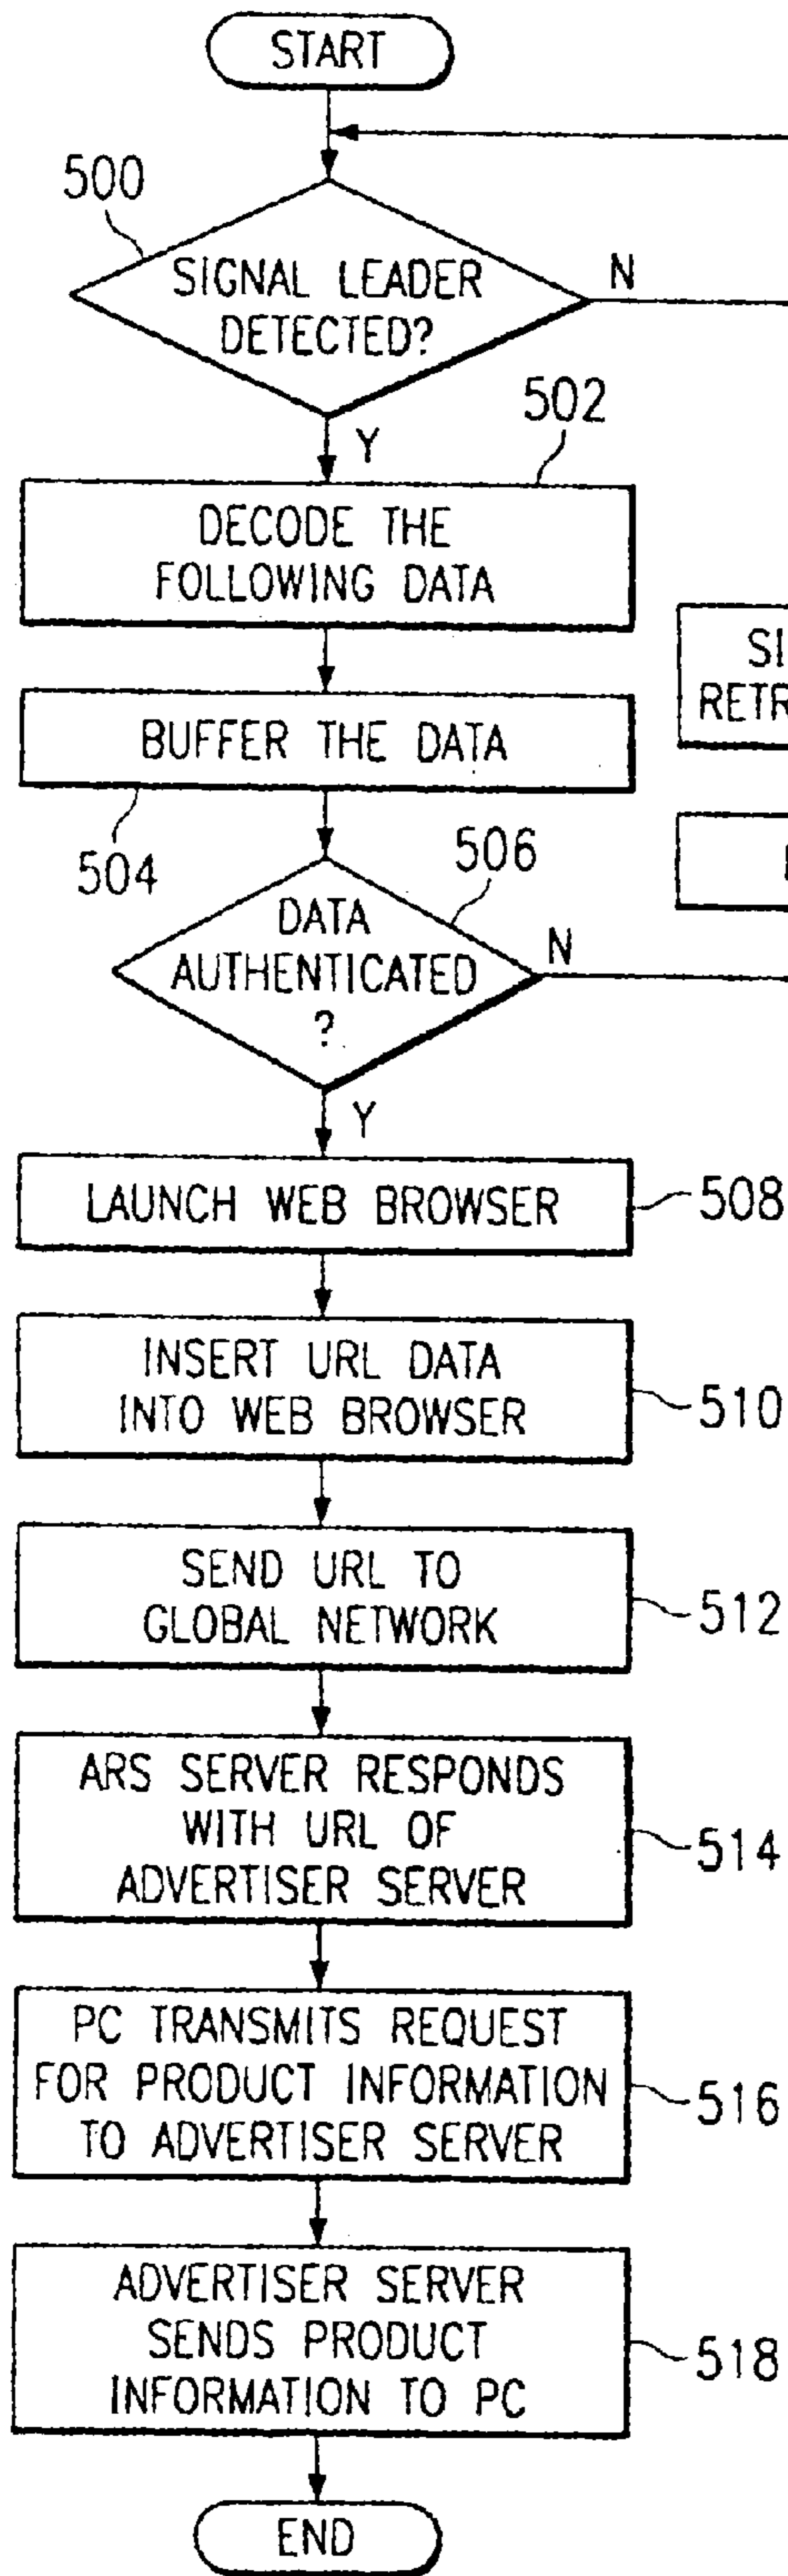 START
500
SIGNAL LEADER
DETECTED?
N
Y
502
DECODE THE
FOLLOWING DATA
BUFFER THE DATA
504
506
DATA
AUTHENTICATED
?
N
Y
LAUNCH WEB BROWSER
508
INSERT URL DATA
INTO WEB BROWSER
510
SEND URL TO
GLOBAL NETWORK
512
ARS SERVER RESPONDS
WITH URL OF
ADVERTISER SERVER
514
PC TRANSMITS REQUEST
FOR PRODUCT INFORMATION
TO ADVERTISER SERVER
516
ADVERTISER SERVER
SENDS PRODUCT
INFORMATION TO PC
518
END
SI
RETR